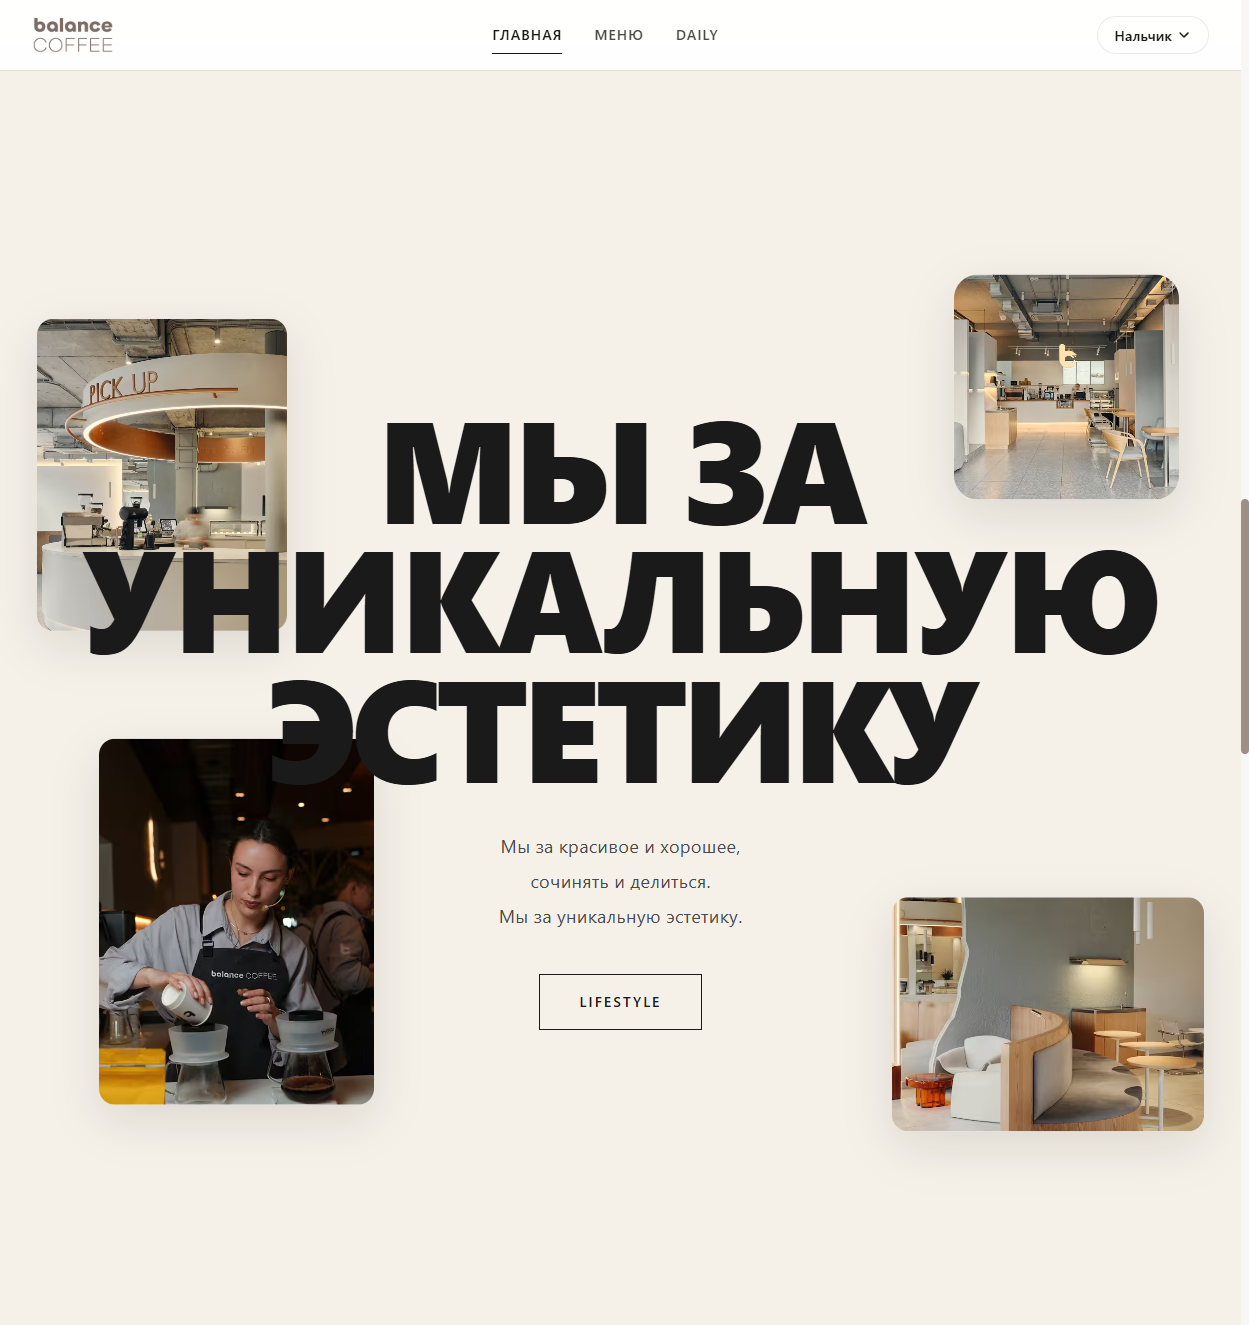 balance
COFFEE
ГЛАВНАЯ МЕНЮ DAILY
Нальчик
PICK UP
b
МЫ ЗА
УНИКАЛЬНУЮ
ЭСТЕТИКУ
Мы за красивое и хорошее,
сочинять и делиться.
Мы за уникальную эстетику.
balance COFFEE
LIFESTYLE